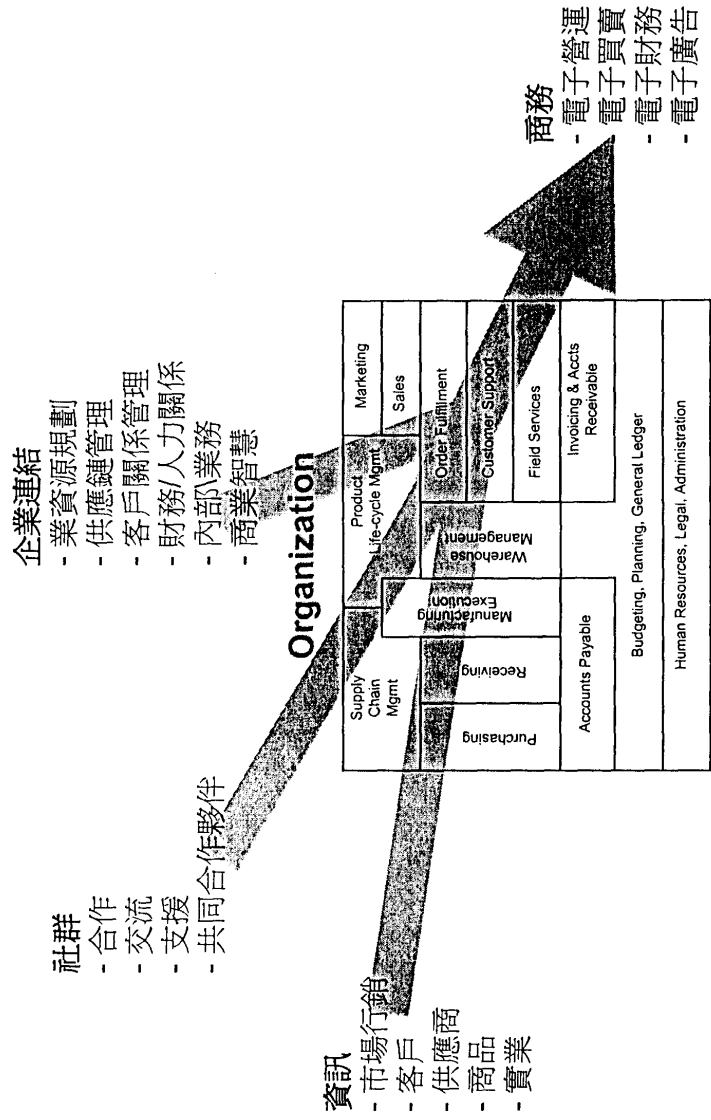 資訊
- 市場行銷
- 客戶
- 供應商
- 商品
- 實業
社群
- 合作
- 交流
- 支援
- 共同合作夥伴
企業連結
- 業資源規劃
- 供應鏈管理
- 客戶關係管理
- 財務/人力關係
- 內部\業務
- 商業智慧
Organization
Supply
Chain
Mgmt
Product
Life-cycle Mgmt
Marketing
Sales
Purchasing
Receiving
Manufacturing
Execution
Warehouse
Management
Order Fulfillment
Customer Support
Field Services
Accounts Payable
Invoicing & Accts
Receivable
Budgeting, Planning, General Ledger
Human Resources, Legal, Administration
商務
- 電子營運
- 電子買賣
- 電子財務
- 電子廣告